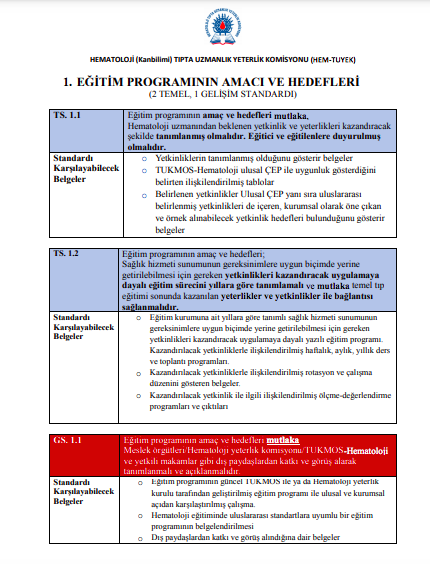 HEMATOLOJİ (Kanbilimi) TIPTA UZMANLIK YETERLİK KOMİSYONU (HEM-TUYEK)
1. EĞİTİM PROGRAMININ AMACI VE HEDEFLERİ
(2 TEMEL, 1 GELİŞİM STANDARDI)
TS. 1.1
Eğitim programının amaç ve hedefleri mutlaka,
Hematoloji uzmanından beklenen yetkinlik ve yeterlikleri kazandıracak
şekilde tanımlanmış olmalıdır. Eğitici ve eğitilenlere duyurulmuş
olmalıdır.
Standardı
Karşılayabilecek
Belgeler
o Yetkinliklerin tanımlanmış olduğunu gösterir belgeler
o TUKMOS-Hematoloji ulusal ÇEP ile uygunluk gösterdiğini
belirten ilişkilendirilmiş tablolar
o Belirlenen yetkinlikler Ulusal ÇEP yanı sıra uluslararası
belirlenmiş yetkinlikleri de içeren, kurumsal olarak öne çıkan
ve örnek alınabilecek yetkinlik hedefleri bulunduğunu gösterir
belgeler
TS. 1.2
Eğitim programının amaç ve hedefleri;
Sağlık hizmeti sunumunun gereksinimlere uygun biçimde yerine
getirilebilmesi için gereken yetkinlikleri kazandıracak uygulamaya
dayalı eğitim sürecini yıllara göre tanımlamalı ve mutlaka temel tıp
eğitimi sonunda kazanılan yeterlikler ve yetkinlikler ile bağlantısı
sağlanmalıdır.
Standardı
Karşılayabilecek
Belgeler
o Eğitim kurumuna ait yıllara göre tanımlı sağlık hizmeti sunumunun
gereksinimlere uygun biçimde yerine getirilebilmesi için gereken
yetkinlikleri kazandıracak uygulamaya dayalı yazılı eğitim programı.
Kazandırılacak yetkinliklerle ilişkilendirilmiş haftalık, aylık, yıllık ders
ve toplantı programları.
o Kazandırılacak yetkinliklerle ilişkilendirilmiş rotasyon ve çalışma
düzenini gösteren belgeler.
o Kazandırılacak yetkinlik ile ilgili ilişkilendirilmiş ölçme-değerlendirme
programları ve çıktıları
GS. 1.1
Eğitim programının amaç ve hedefleri mutlaka
Meslek örgütleri/Hematoloji yeterlik komisyonu/TUKMOS-Hematoloji
ve yetkili makamlar gibi dış paydaşlardan katkı ve görüş alarak
tanımlanmalı ve açıklanmalıdır.
Standardı
Karşılayabilecek
Belgeler
o Eğitim programının güncel TUKMOS ile ya da Hematoloji yeterlik
kurulu tarafından geliştirilmiş eğitim programı ile ulusal ve kurumsal
açıdan karşılaştırılmış çalışma.
o Hematoloji eğitiminde uluslararası standartlara uyumlu bir eğitim
programının belgelendirilmesi
o Dış paydaşlardan katkı ve görüş alındığına dair belgeler